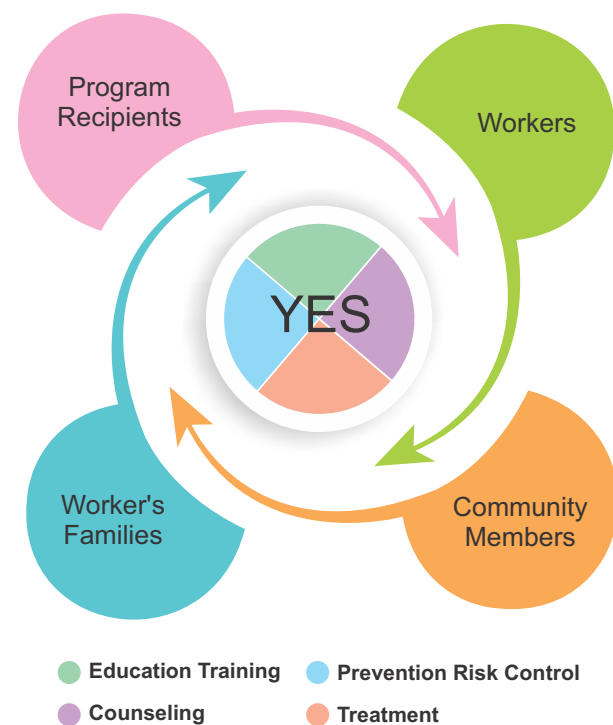 Program
Recipients
Workers
YES
Worker's
Families
Community
Members
Education Training
Prevention Risk Control
Counseling
Treatment